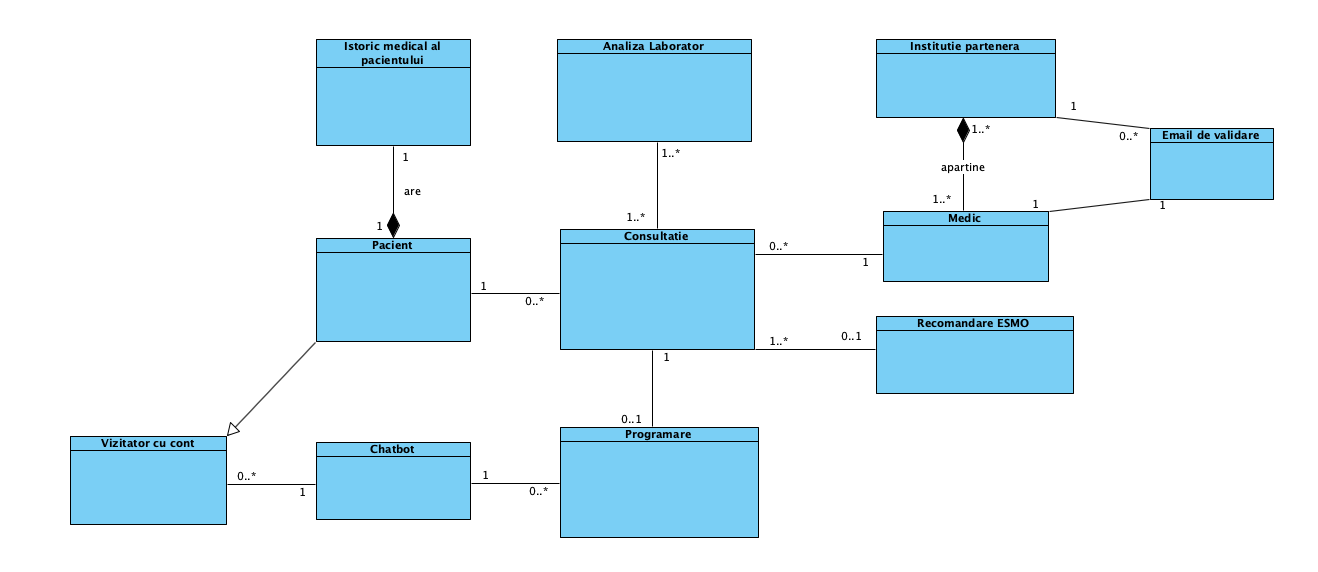 Istoric medical al
pacientului
Analiza Laborator
Institutie partenera
1
1..*
0..*
Email de validare
1
1..*
apartine
are
1..*
1..*
1
1
1
Medic
Pacient
Consultatie
0..*
1
1
0..*
Recomandare ESMO
1..*
0..1
1
0..1
Programare
Vizitator cu cont
Chatbot
0..*
1
1
0..*